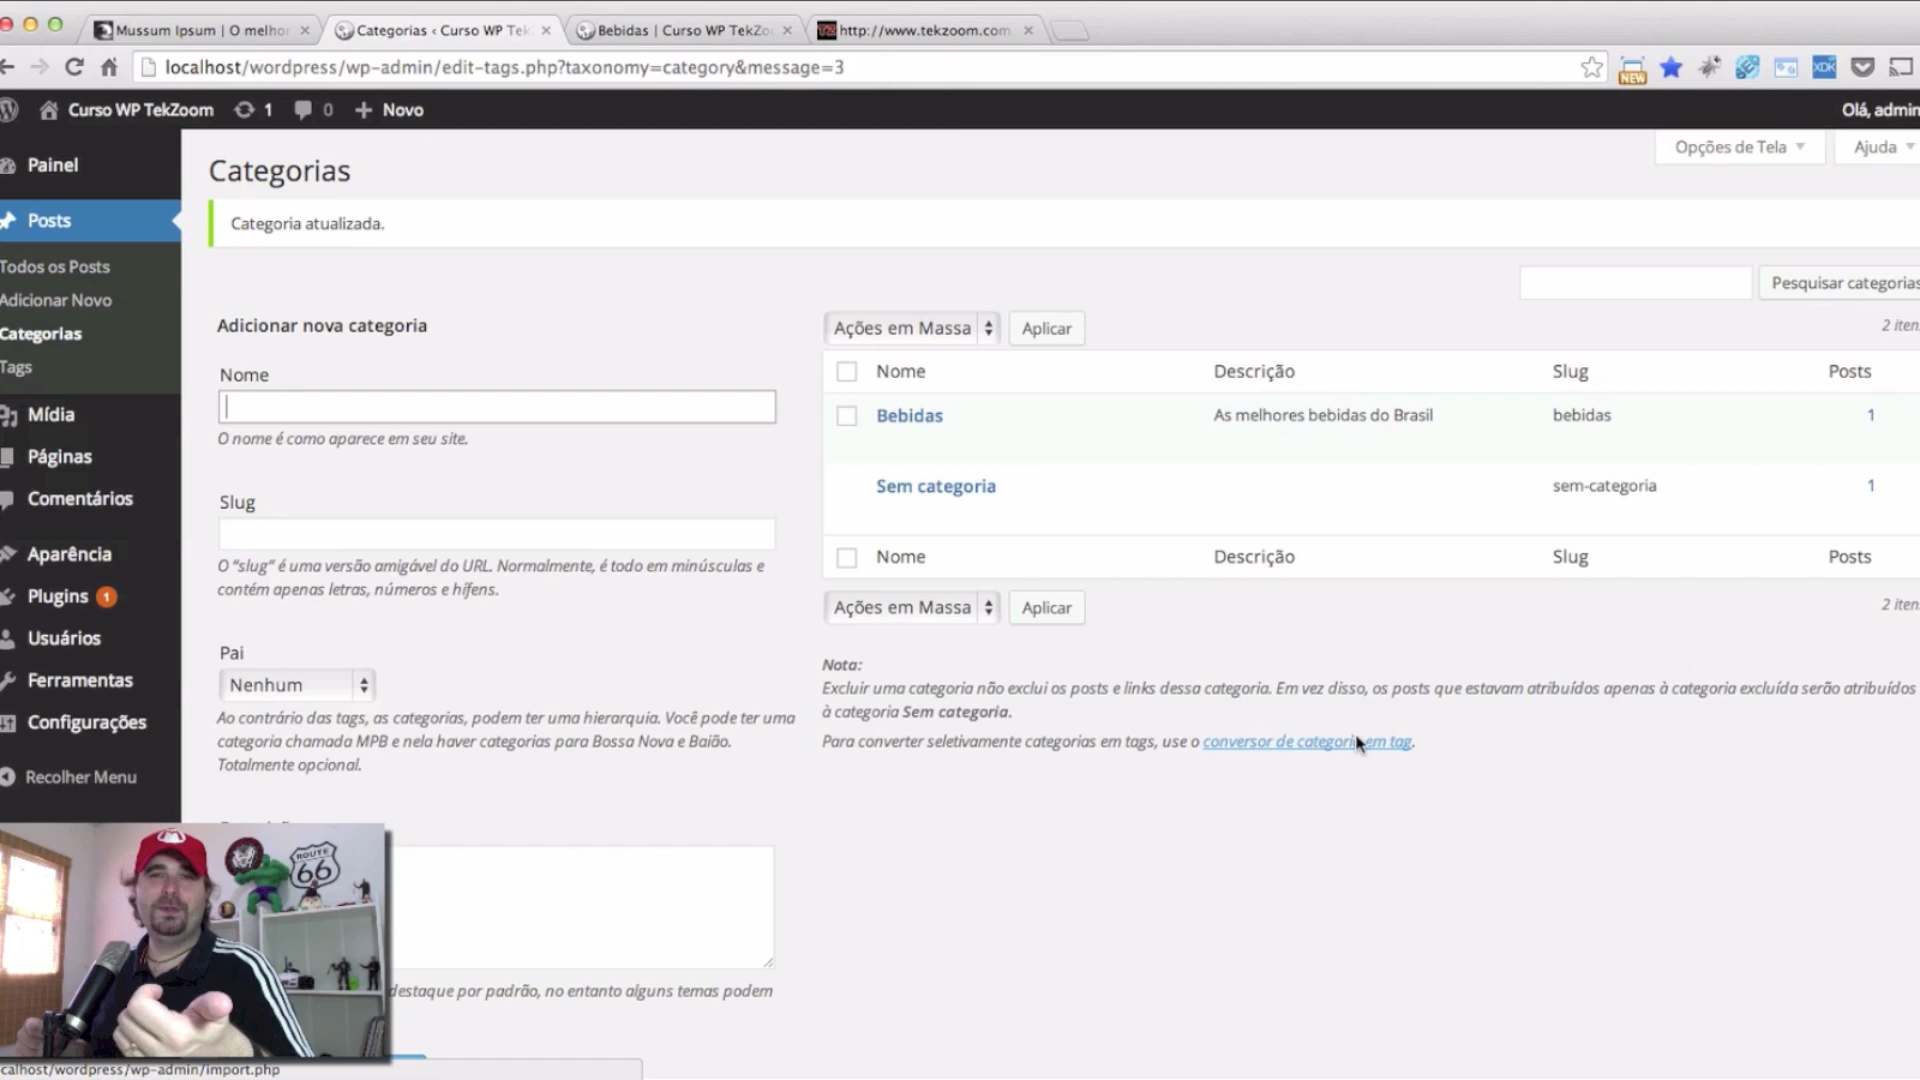 Mussum Ipsum | O melhor
Categorias ‹ Curso WP Tek
Bebidas | Curso WP TekZo
http://www.tekzoom.com
localhost/wordpress/wp-admin/edit-tags.php?taxonomy=category&message=3
NEW
XDK
Curso WP TekZoom
1
0
+ Novo
Olá, admin
Painel
Posts
Todos os Posts
Adicionar Novo
Categorias
Tags
Mídia
Páginas
Comentários
Aparência
Plugins 1
Usuários
Ferramentas
Configurações
Recolher Menu
Opções de Tela
Ajuda
Categorias
Categoria atualizada.
Pesquisar categorias
Adicionar nova categoria
Nome
O nome é como aparece em seu site.
Slug
O “slug” é uma versão amigável do URL. Normalmente, é todo em minúsculas e
contém apenas letras, números e hífens.
Pai
Nenhum
Ao contrário das tags, as categorias, podem ter uma hierarquia. Você pode ter uma
categoria chamada MPB e nela haver categorias para Bossa Nova e Baião.
Totalmente opcional.
destaque por padrão, no entanto alguns temas podem
Ações em Massa
Aplicar
2 iten
Nome Descrição Slug Posts
Bebidas As melhores bebidas do Brasil bebidas 1
Sem categoria sem-categoria 1
Nome Descrição Slug Posts
Ações em Massa
Aplicar
2 iten
Nota:
Excluir uma categoria não exclui os posts e links dessa categoria. Em vez disso, os posts que estavam atribuídos apenas à categoria excluída serão atribuídos
à categoria Sem categoria.
Para converter seletivamente categorias em tags, use o conversor de categori em tag.
ROUTE
66
calhost/wordpress/wp-admin/import.php